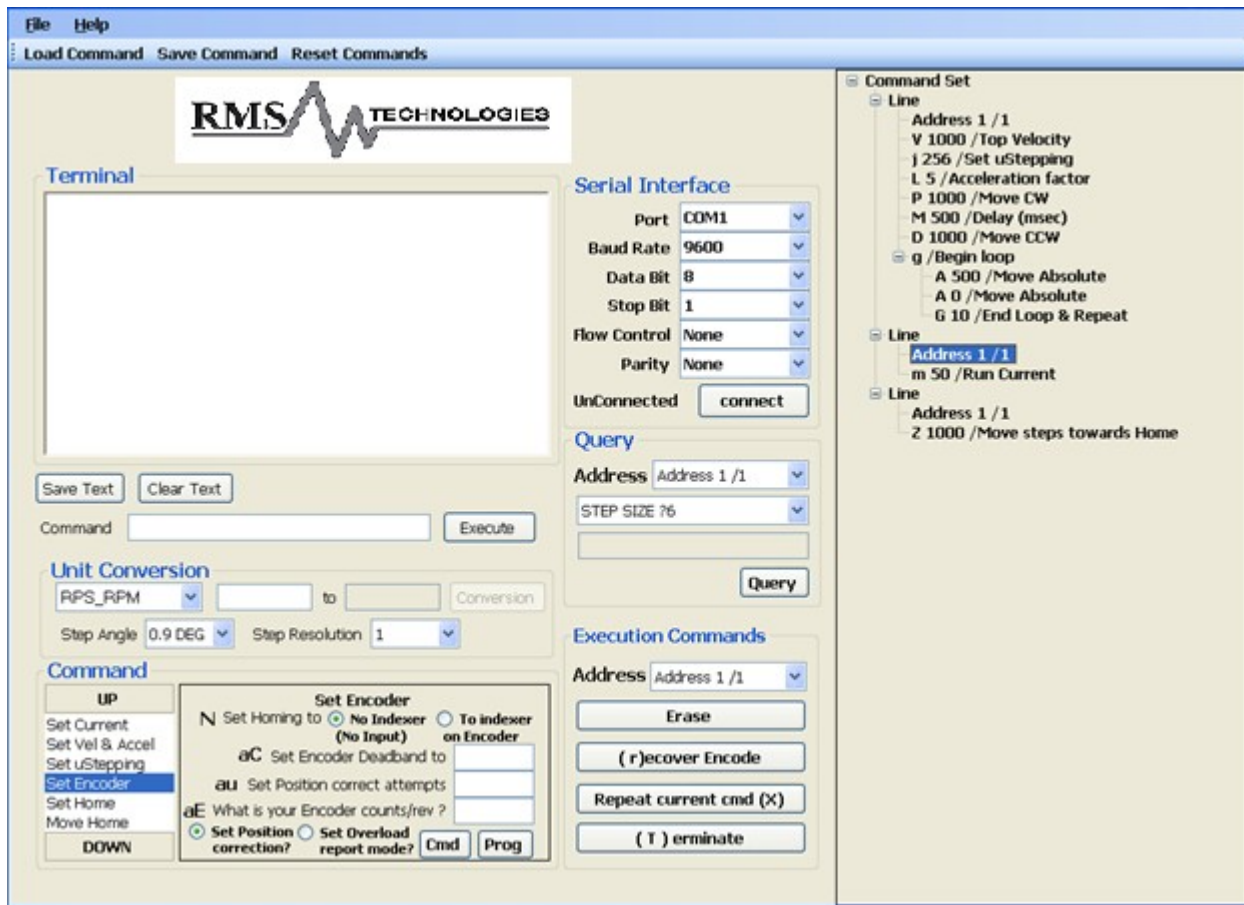 File Help
Load Command Save Command Reset Commands
RMS TECHNOLOGIES
Terminal
Save Text Clear Text
Command Execute
Unit Conversion
RPS_RPM to Conversion
Step Angle 0.9 DEG Step Resolution 1
Command
UP
Set Current
Set Vel & Accel
Set uStepping
Set Encoder
Set Home
Move Home
DOWN
Set Encoder
N Set Homing to No Indexer (No Input) To indexer on Encoder
aC Set Encoder Deadband to
au Set Position correct attempts
aE What is your Encoder counts/rev ?
Set Position correction? Set Overload report mode? Cmd Prog
Serial Interface
Port COM1
Baud Rate 9600
Data Bit 8
Stop Bit 1
Flow Control None
Parity None
UnConnected connect
Query
Address Address 1 /1
STEP SIZE ?6
Query
Execution Commands
Address Address 1 /1
Erase
( r )ecover Encode
Repeat current cmd (X)
( T ) erminate
Command Set
Line
Address 1 /1
V 1000 /Top Velocity
j 256 /Set uStepping
L 5 /Acceleration factor
P 1000 /Move CW
M 500 /Delay (msec)
D 1000 /Move CCW
g /Begin loop
A 500 /Move Absolute
A 0 /Move Absolute
G 10 /End Loop & Repeat
Line
Address 1 /1
m 50 /Run Current
Line
Address 1 /1
Z 1000 /Move steps towards Home